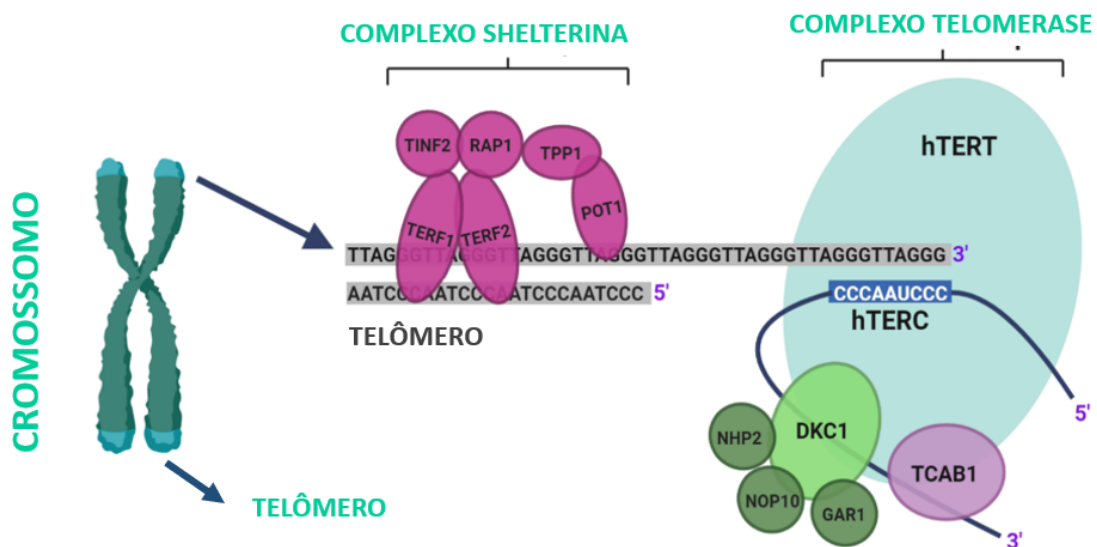 COMPLEXO SHELTERINA
COMPLEXO TELOMERASE
CROMOSSOMO
TINF2
RAP1
TPP1
hTERT
TERF1
TERF2
POT1
TTAGGGTTAGGGTTAGGGTTAGGGTTAGGGTTAGGGTTAGGGTTAGGG 3'
AATCCCAATCCCAATCCCAATCCC 5'
CCCAAUCCC
hTERC
TELÔMERO
5'
DKC1
NHP2
TCAB1
NOP10
GAR1
TELÔMERO
3'